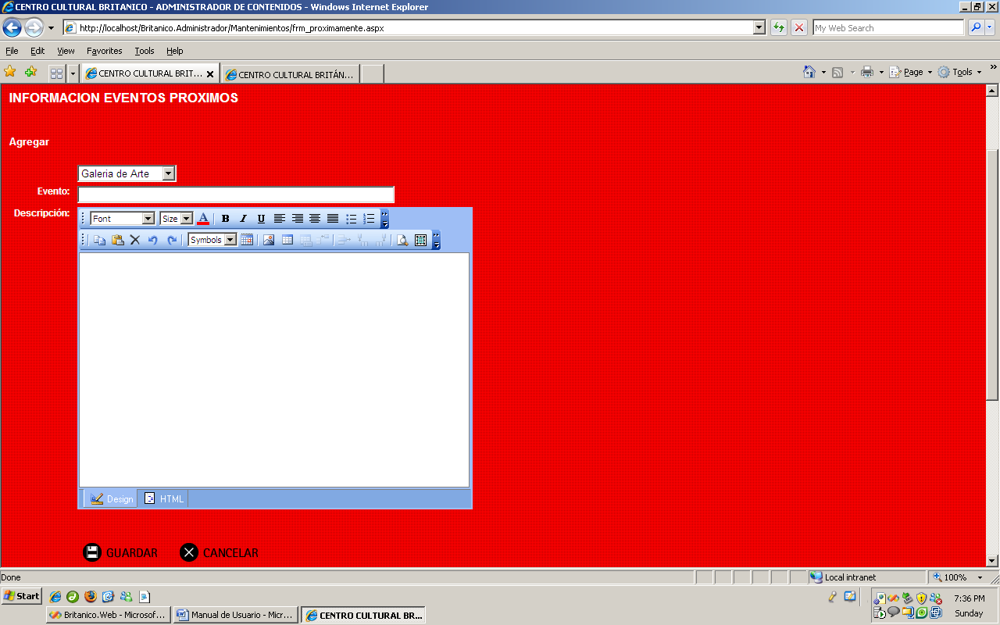 CENTRO CULTURAL BRITANICO - ADMINISTRADOR DE CONTENIDOS - Windows Internet Explorer
http://localhost/Britanico.Administrador/Mantenimientos/frm_proximamente.aspx
My Web Search
File Edit View Favorites Tools Help
CENTRO CULTURAL BRIT...
CENTRO CULTURAL BRITÁN...
Page
Tools
INFORMACION EVENTOS PROXIMOS
Agregar
Galeria de Arte
Evento:
Descripción:
Font Size A B I U
Symbols
Design HTML
GUARDAR CANCELAR
Done
Local intranet
100%
Start
7:36 PM
Britanico.Web - Microsof...
Manual de Usuario - Micr...
CENTRO CULTURAL BR...
Sunday